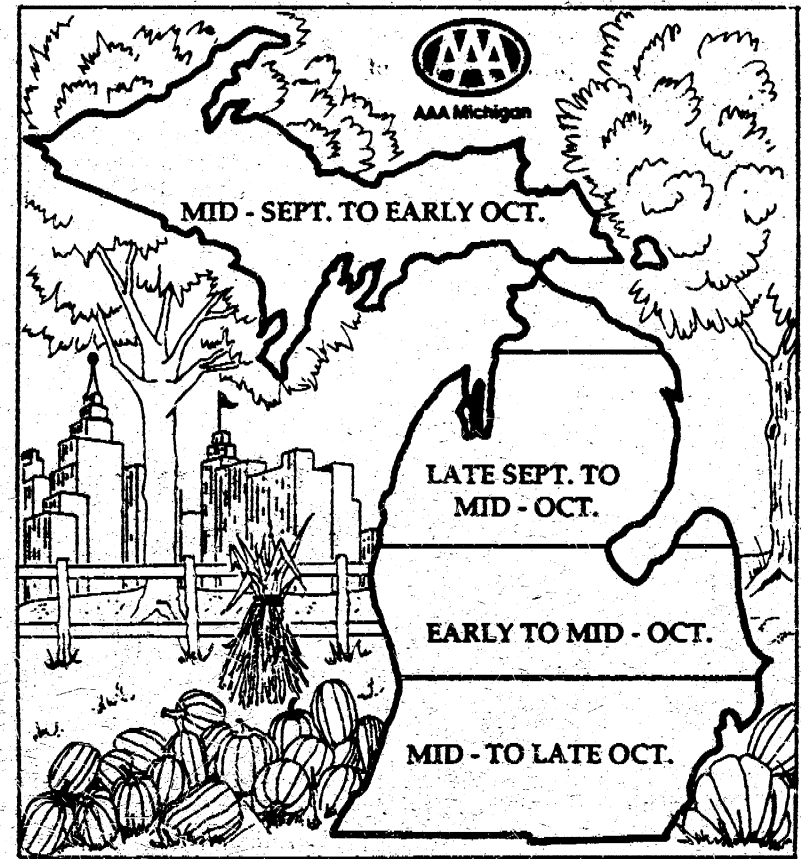 AAA
AAA Michigan
MID - SEPT. TO EARLY OCT.
LATE SEPT. TO
MID - OCT.
EARLY TO MID - OCT.
MID - TO LATE OCT.